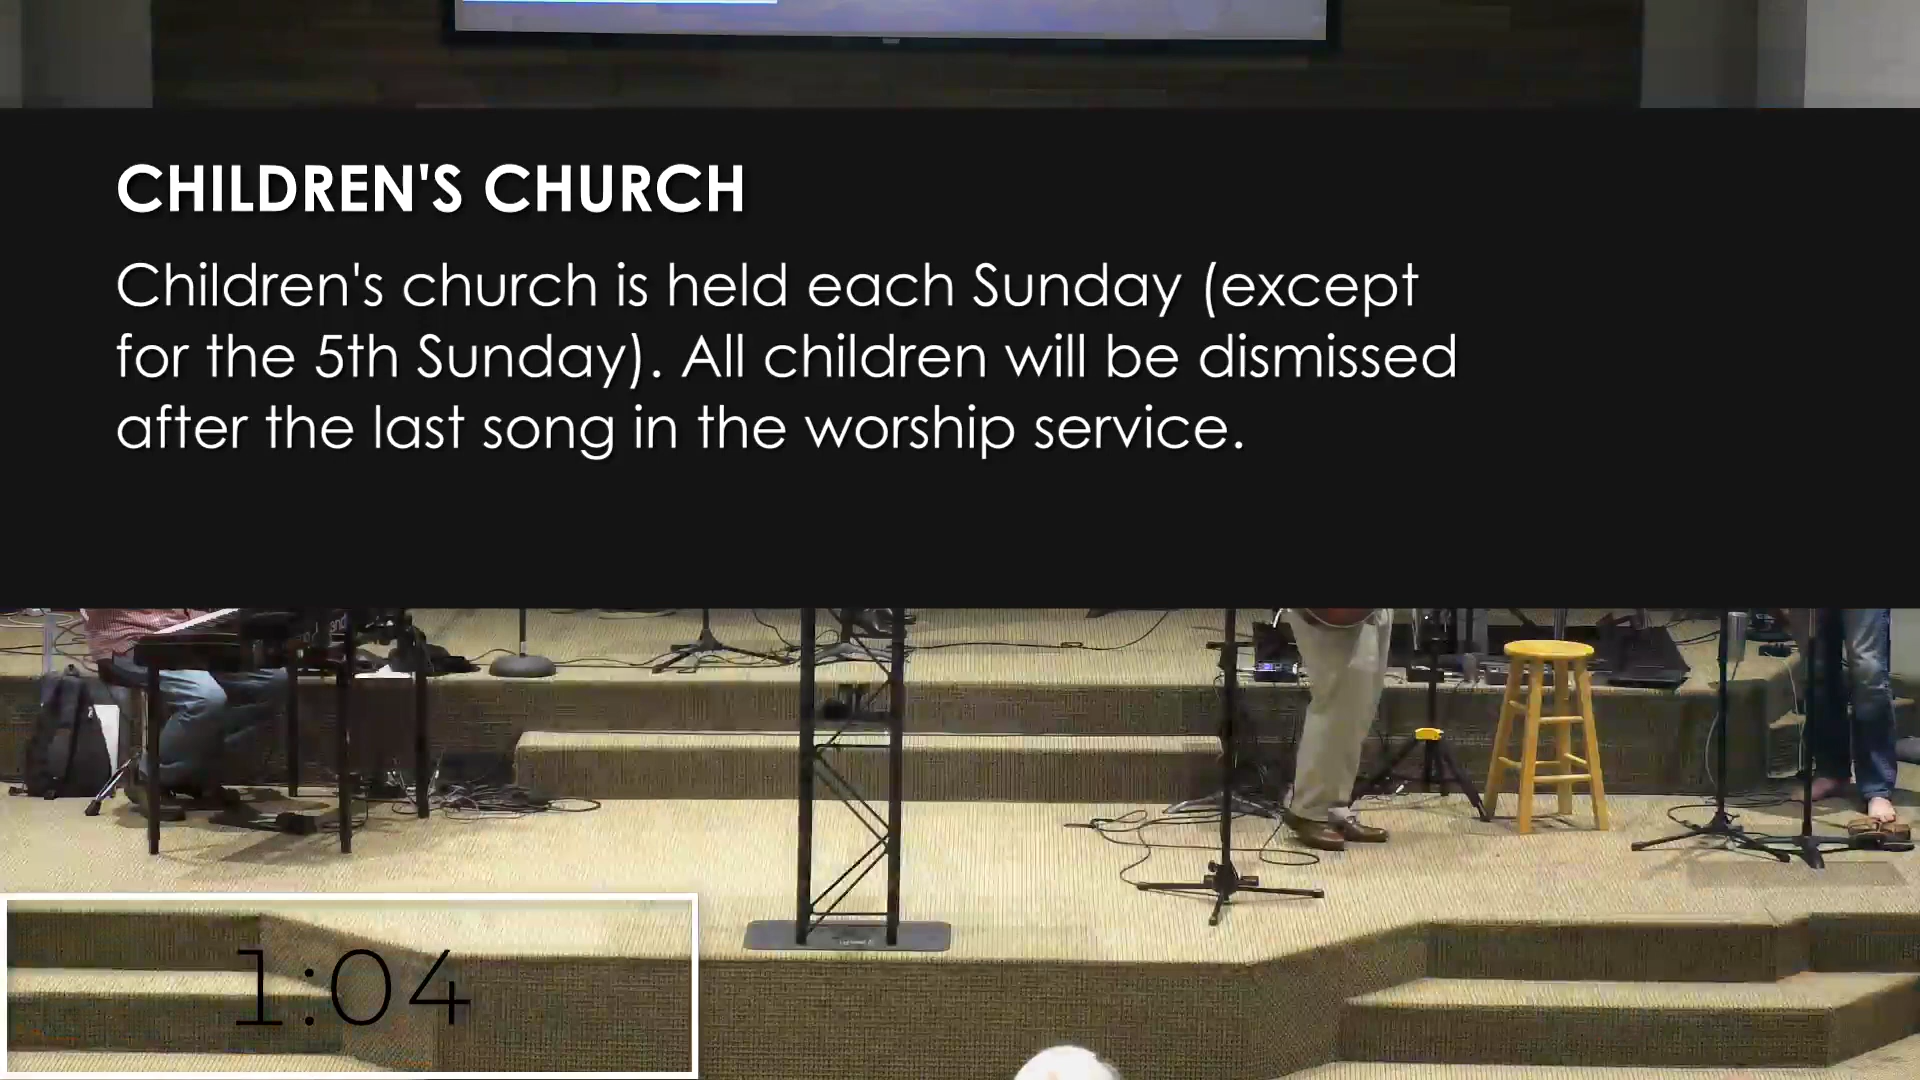 CHILDREN'S CHURCH
Children's church is held each Sunday (except
for the 5th Sunday). All children will be dismissed
after the last song in the worship service.
1:04